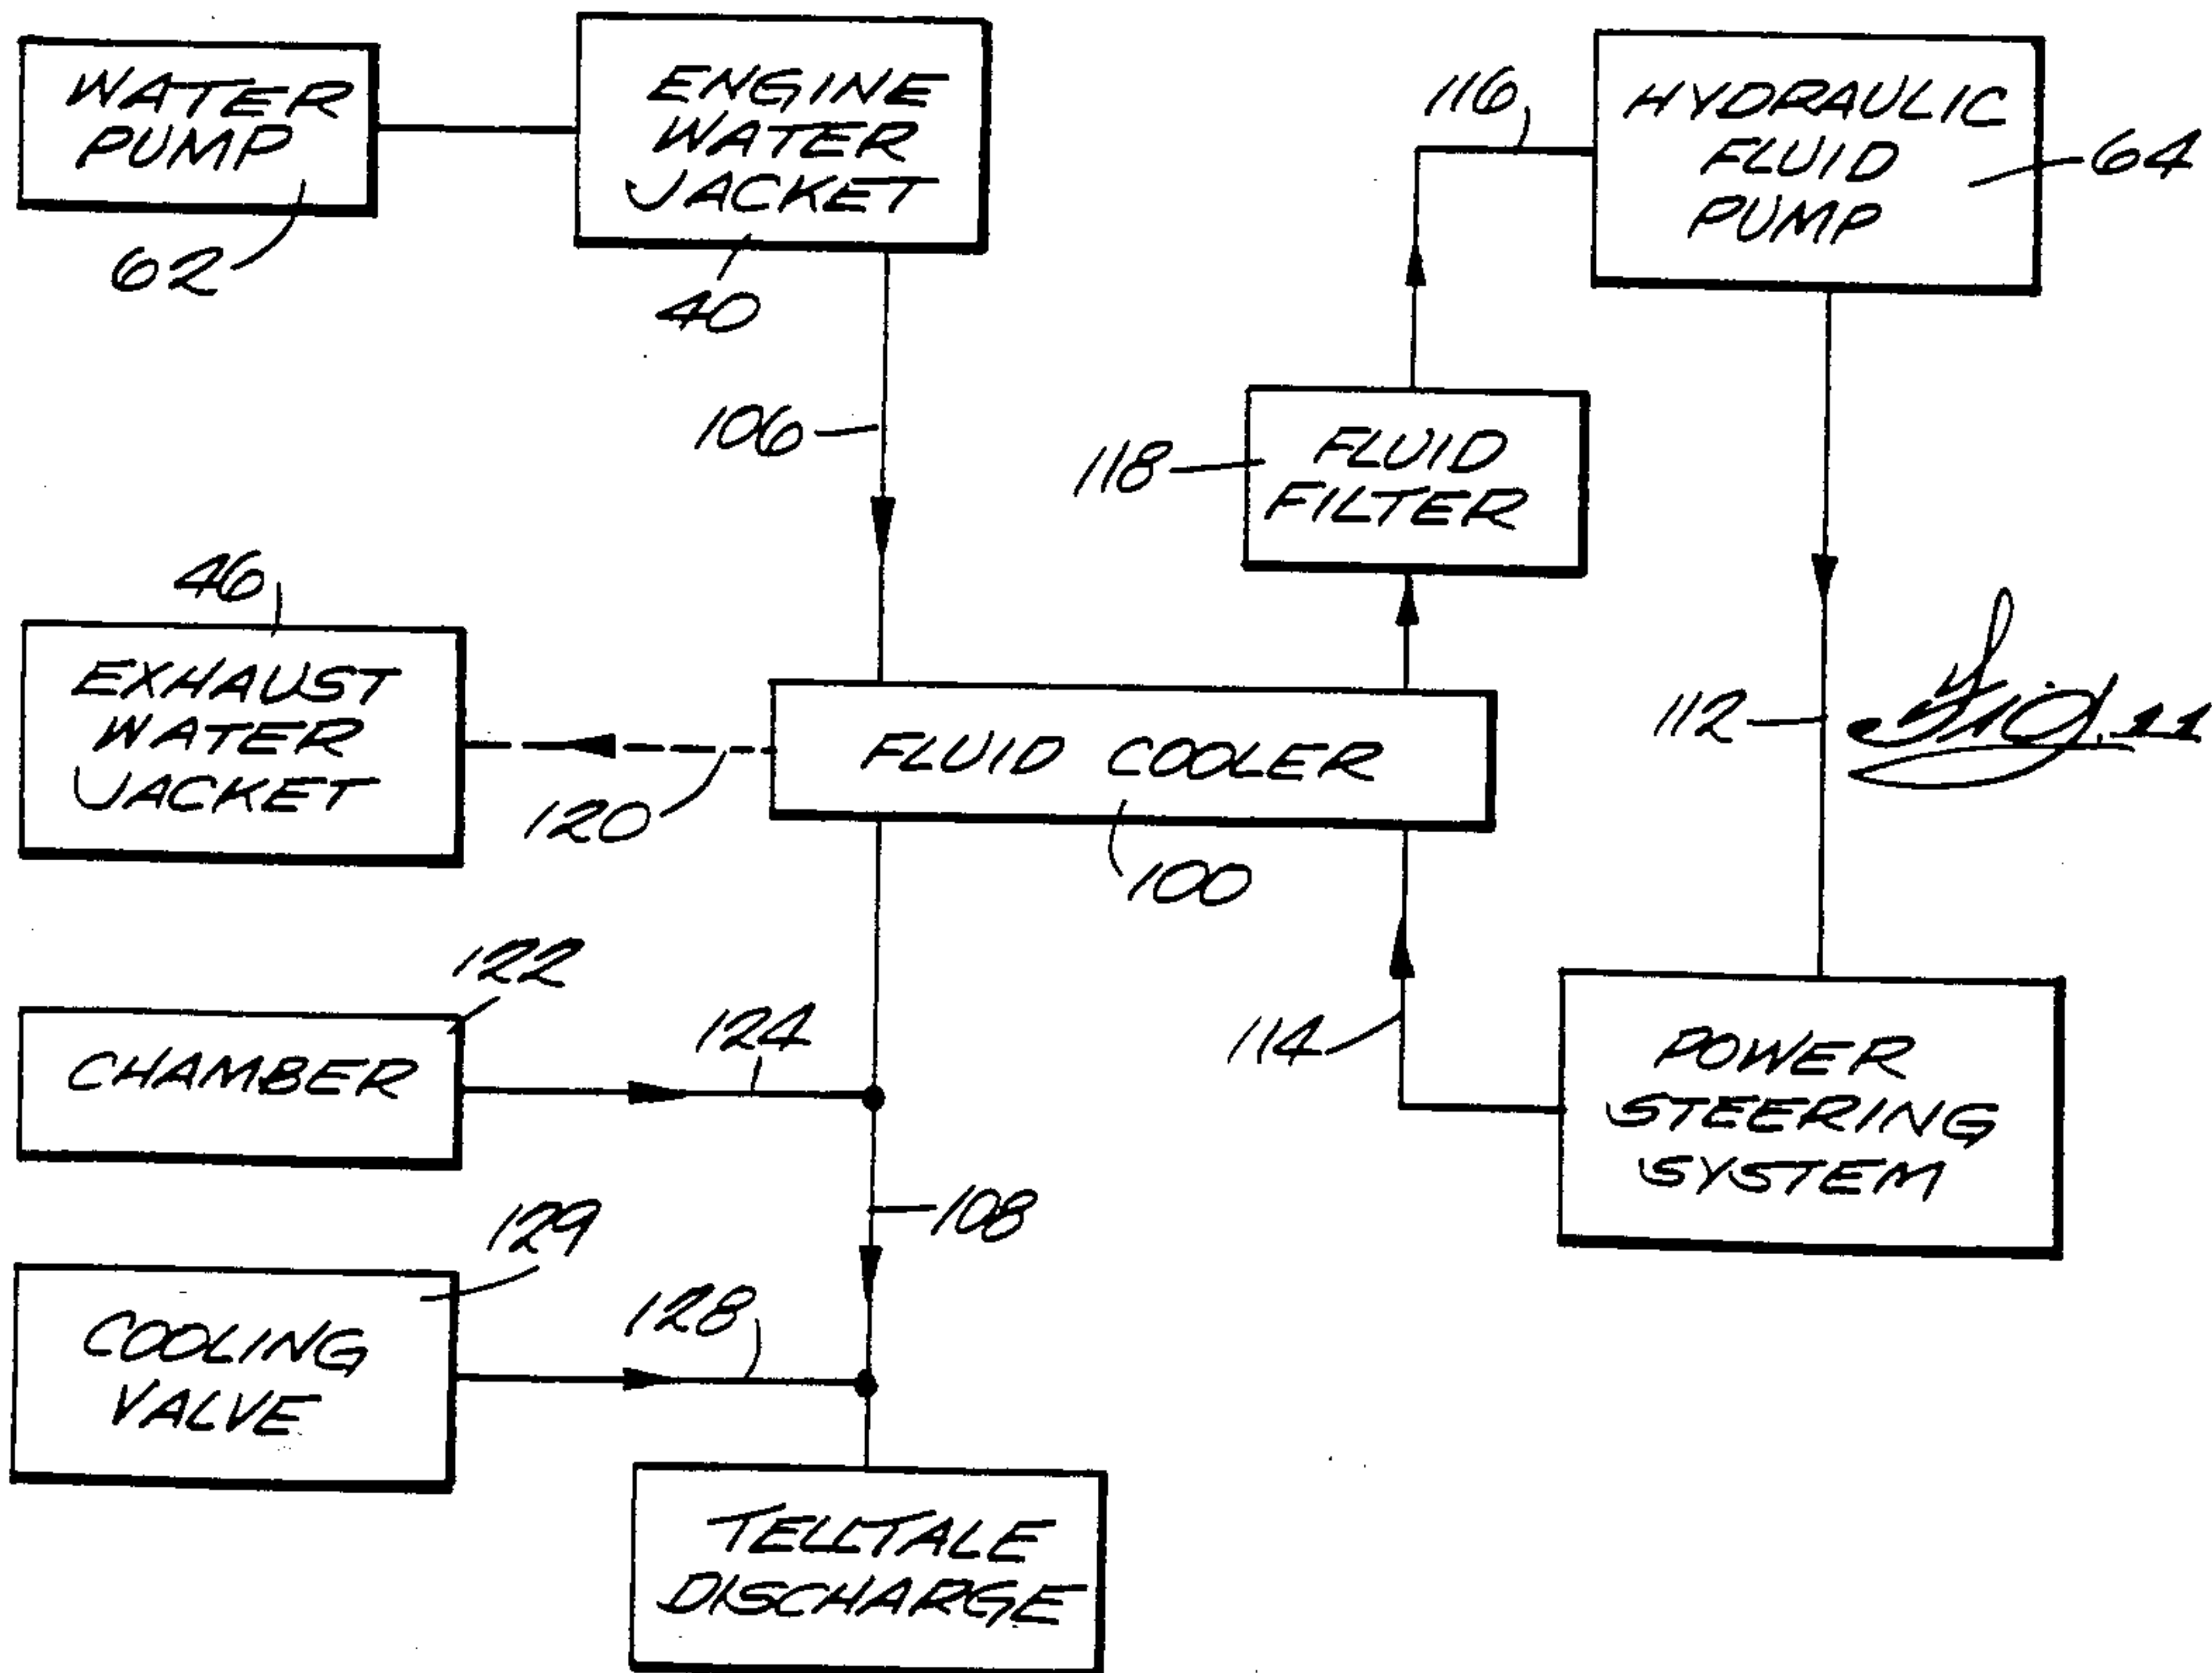 WATER
PUMP
62
ENGINE
WATER
JACKET
40
116
HYDRAULIC
FLUID
PUMP
64
106
118
FLUID
FILTER
46
EXHAUST
WATER
JACKET
120
FLUID COOLER
100
112
Fig. 11
122
CHAMBER
124
114
POWER
STEERING
SYSTEM
108
129
COOLING
VALVE
128
TELLTALE
DISCHARGE